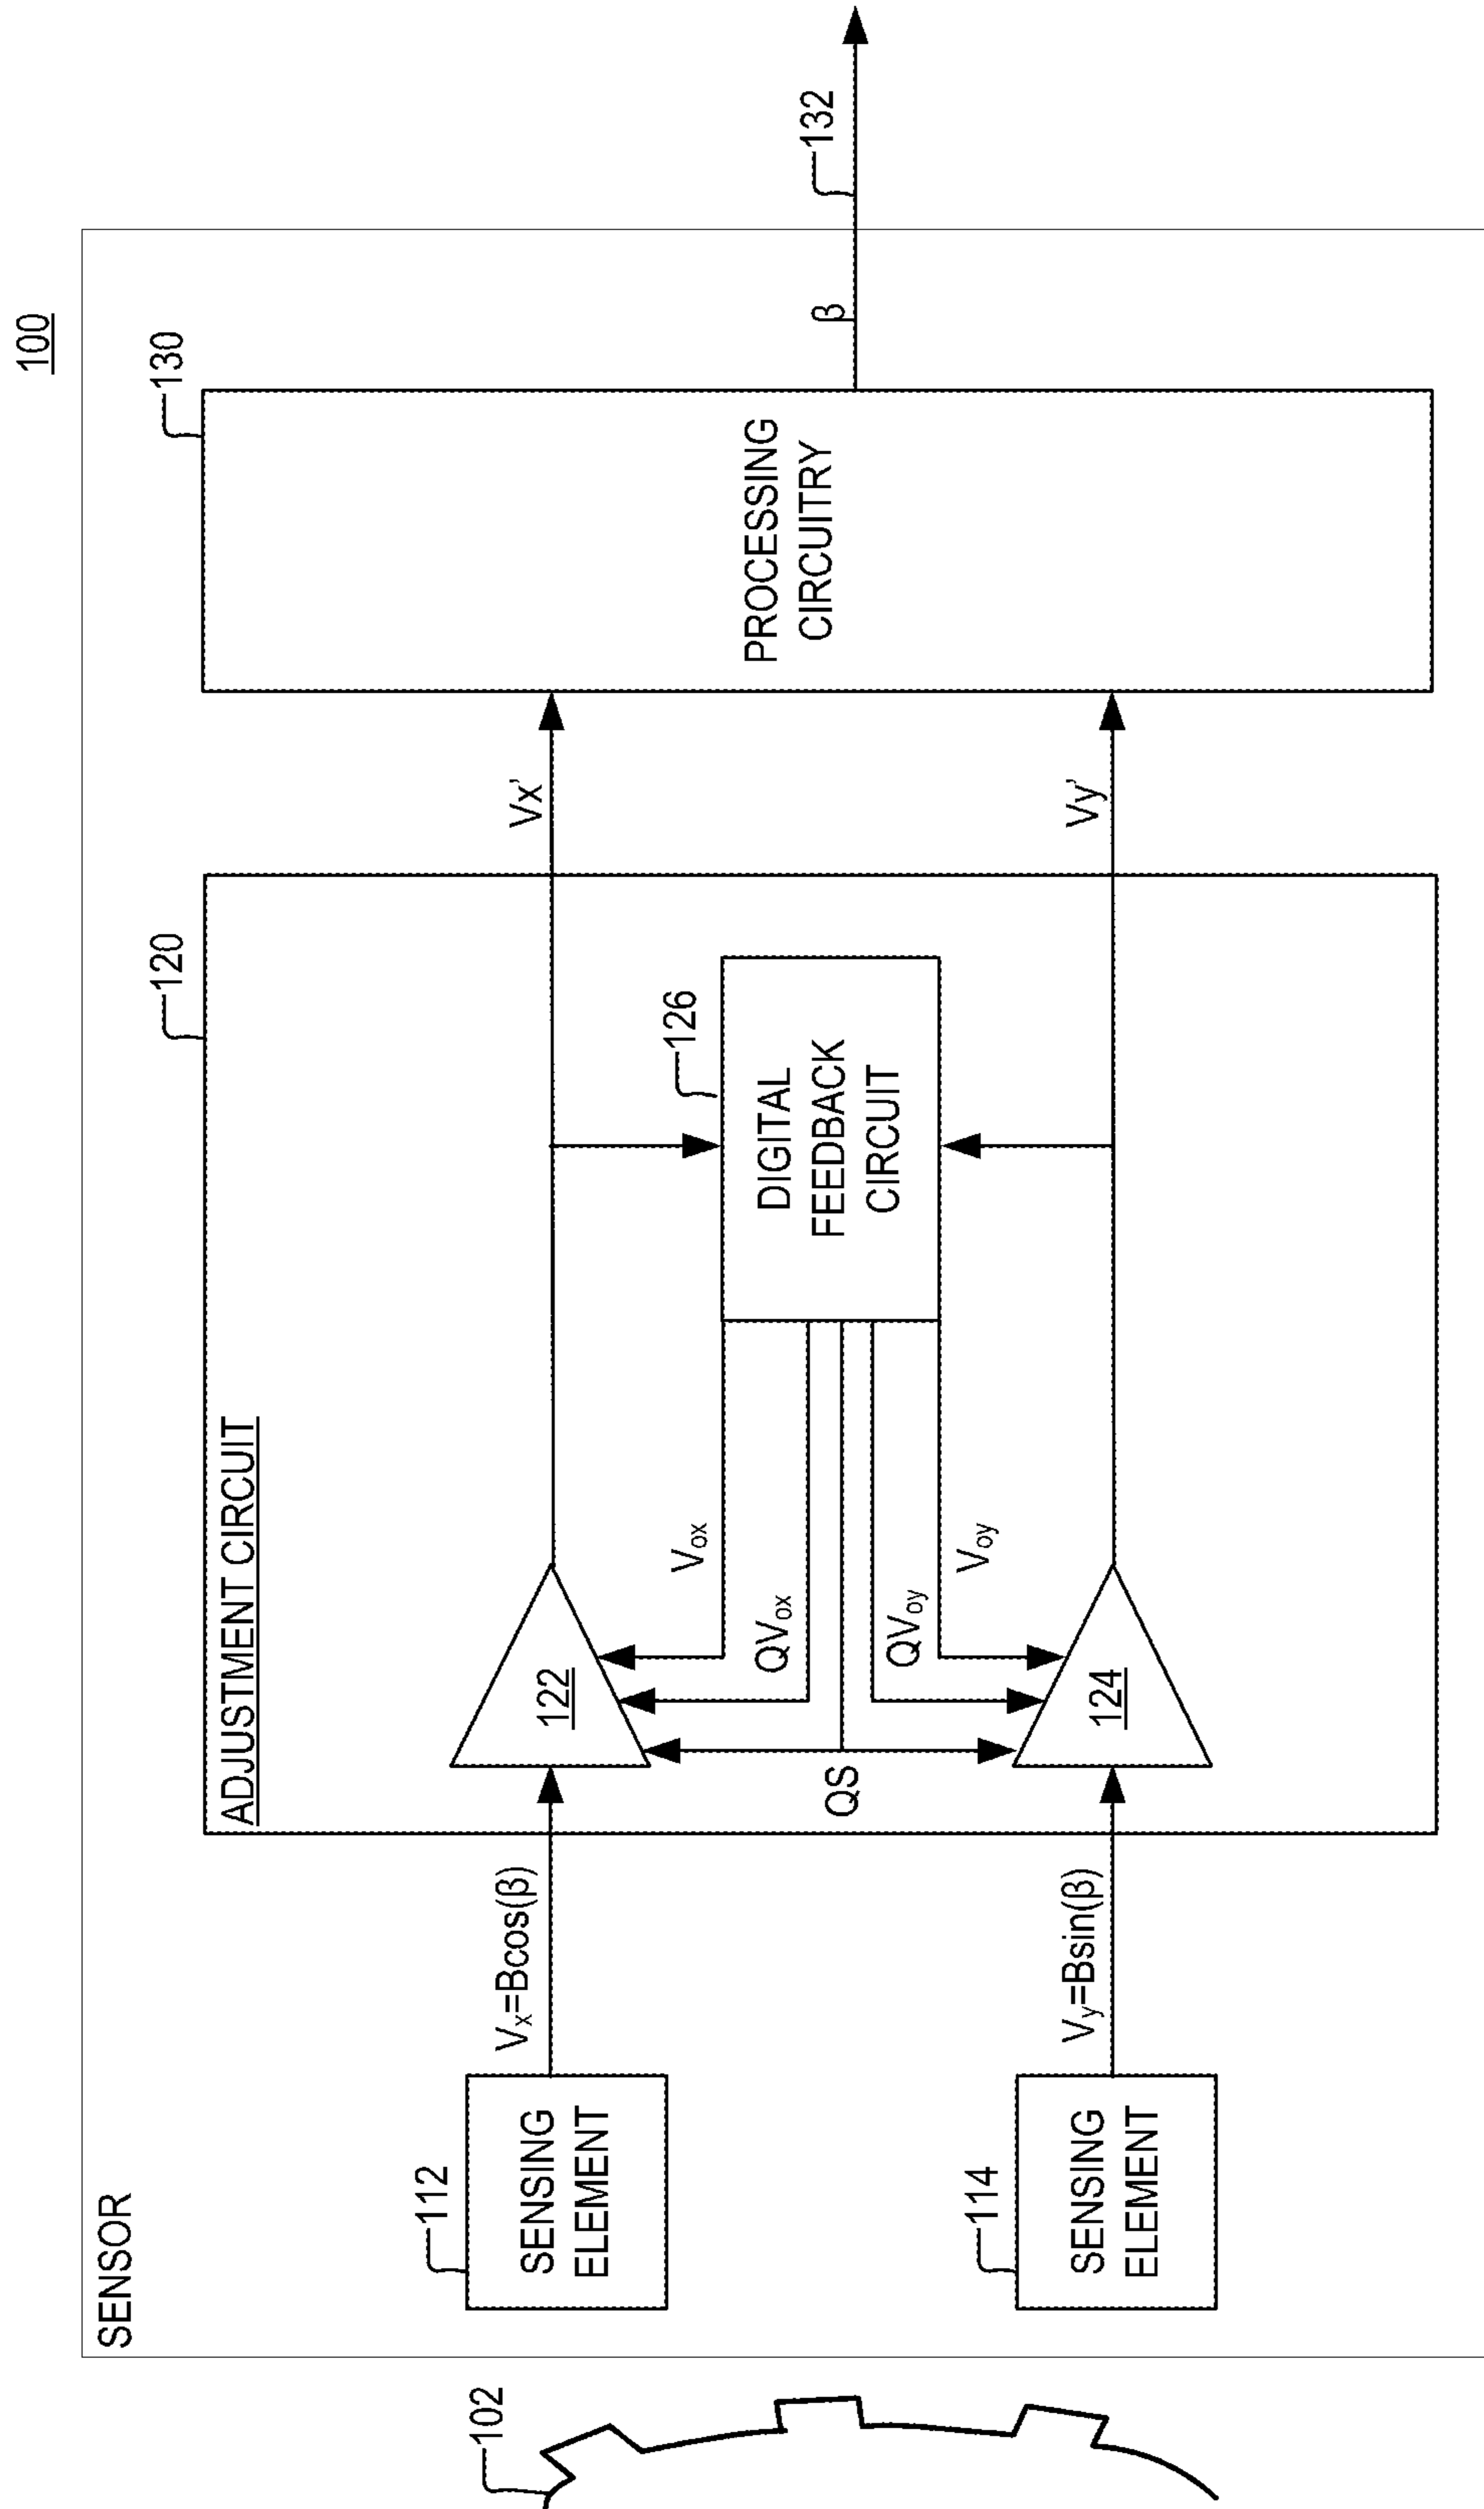 100
SENSOR
102
112
SENSING
ELEMENT
114
SENSING
ELEMENT
Vx=Bcos(β)
Vy=Bsin(β)
ADJUSTMENT CIRCUIT
120
122
124
QS
QVox
QVoy
Vox
Voy
126
DIGITAL
FEEDBACK
CIRCUIT
Vx'
Vy'
130
PROCESSING
CIRCUITRY
β
132